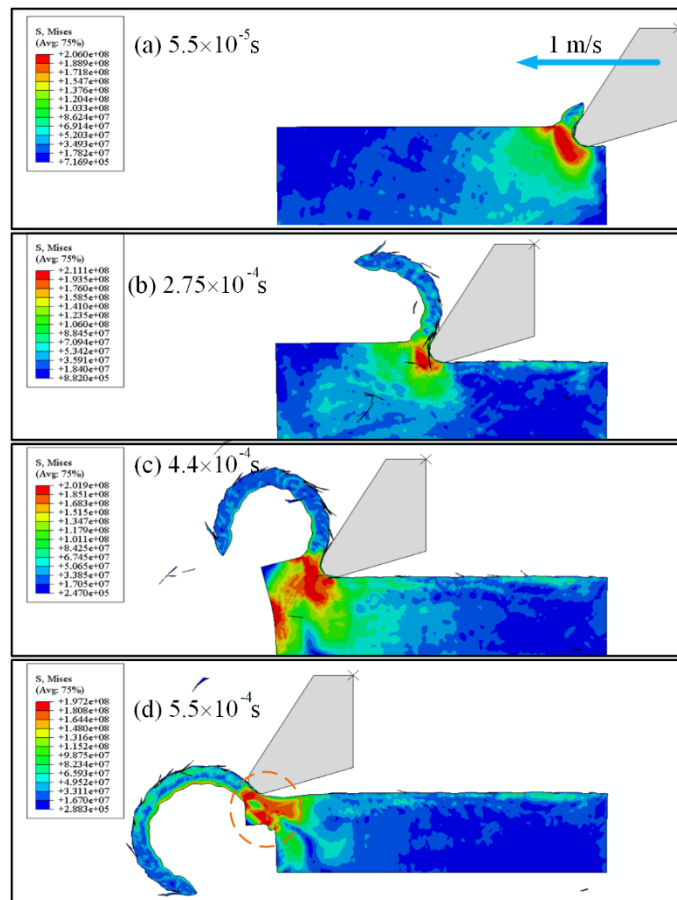 S, Mises
(Avg: 75%)
+2.060e+08
+1.889e+08
+1.718e+08
+1.547e+08
+1.376e+08
+1.204e+08
+1.033e+08
+8.624e+07
+6.914e+07
+5.203e+07
+3.493e+07
+1.782e+07
+7.169e+05
(a) 5.5×10⁻⁵s
1 m/s
S, Mises
(Avg: 75%)
+2.111e+08
+1.935e+08
+1.760e+08
+1.585e+08
+1.410e+08
+1.235e+08
+1.060e+08
+8.845e+07
+7.094e+07
+5.342e+07
+3.591e+07
+1.840e+07
+8.820e+05
(b) 2.75×10⁻⁴s
S, Mises
(Avg: 75%)
+2.019e+08
+1.851e+08
+1.683e+08
+1.515e+08
+1.347e+08
+1.179e+08
+1.011e+08
+8.425e+07
+6.745e+07
+5.065e+07
+3.385e+07
+1.705e+07
+2.470e+05
(c) 4.4×10⁻⁴s
S, Mises
(Avg: 75%)
+1.972e+08
+1.808e+08
+1.644e+08
+1.480e+08
+1.316e+08
+1.152e+08
+9.875e+07
+8.234e+07
+6.593e+07
+4.952e+07
+3.311e+07
+1.670e+07
+2.883e+05
(d) 5.5×10⁻⁴s